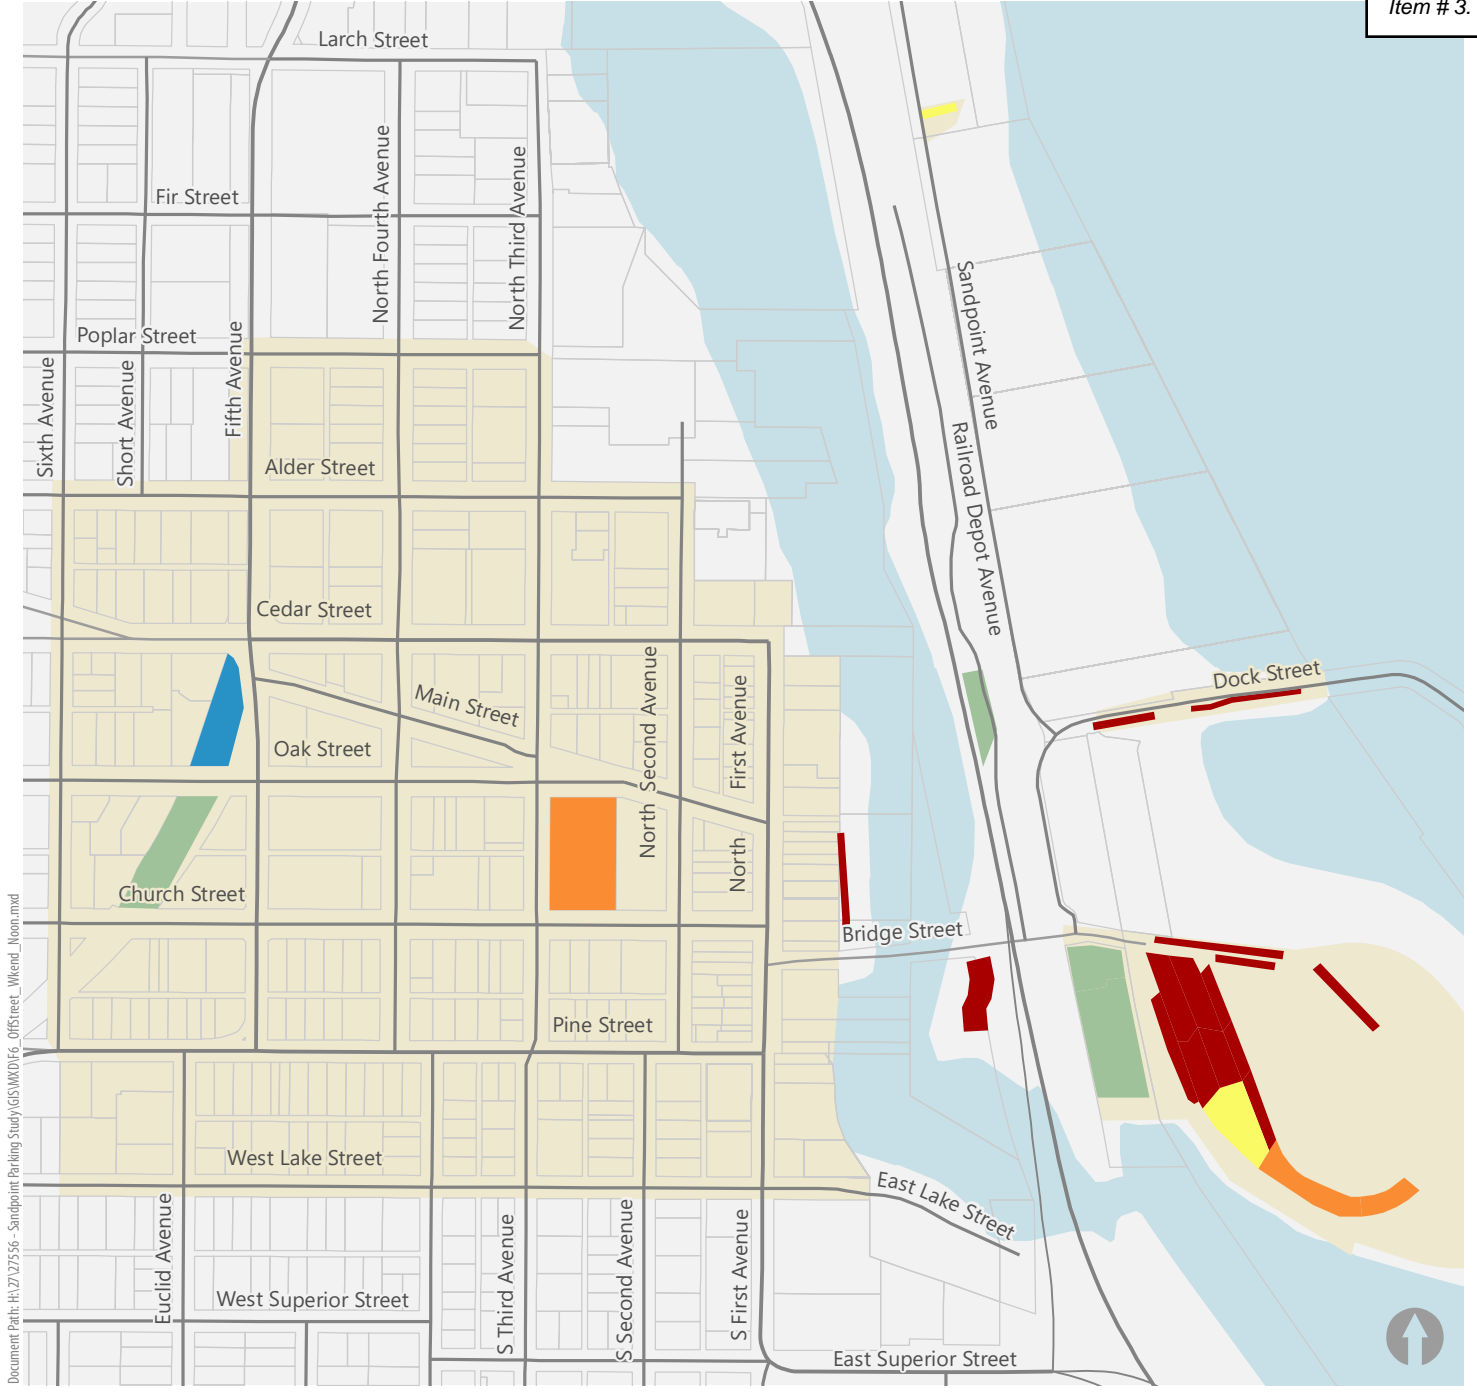 Item # 3.
Larch Street
Fir Street
North Fourth Avenue
North Third Avenue
Sandpoint Avenue
Poplar Street
Fifth Avenue
Sixth Avenue
Short Avenue
Alder Street
Railroad Depot Avenue
Cedar Street
Main Street
North Second Avenue
First Avenue
Dock Street
Oak Street
North
Church Street
Bridge Street
Pine Street
West Lake Street
East Lake Street
Euclid Avenue
S Third Avenue
S Second Avenue
S First Avenue
West Superior Street
East Superior Street
Document Path: H:\27\27556 - Sandpoint Parking Study\GIS\MXD\F6_OffStreet_Wkend_Noon.mxd